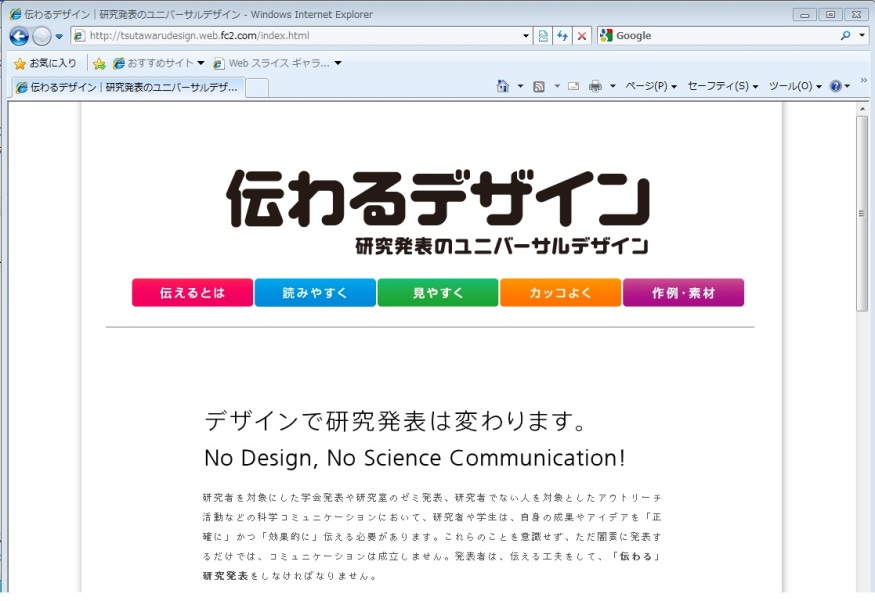 伝わるデザイン | 研究発表のユニバーサルデザイン - Windows Internet Explorer
http://tsutawarudesign.web.fc2.com/index.html
Google
お気に入り おすすめサイト Web スライス ギャラ...
伝わるデザイン | 研究発表のユニバーサルデザ... ページ(P) セーフティ(S) ツール(O)
伝わるデザイン
研究発表のユニバーサルデザイン
伝えるとは 読みやすく 見やすく カッコよく 作例・素材
デザインで研究発表は変わります。
No Design, No Science Communication!
研究者を対象にした学会発表や研究室のゼミ発表、研究者でない人を対象としたアウトリーチ
活動などの科学コミュニケーションにおいて、研究者や学生は、自身の成果やアイデアを「正
確に」かつ「効果的に」伝える必要があります。これらのことを意識せず、ただ闇雲に発表す
るだけでは、コミュニケーションは成立しません。発表者は、伝える工夫をして、「伝わる」
研究発表をしなければなりません。